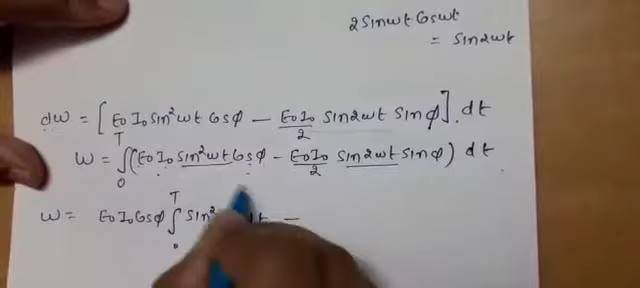 2 Sinωt Cosωt
= Sin2ωt
dw = [ E₀I₀ Sin²ωt Cosφ — E₀I₀/2 Sin2ωt Sinφ ] . dt
W = ∫₀ᵀ (E₀I₀ Sin²ωt Cosφ - E₀I₀/2 Sin2ωt Sinφ) dt
W = E₀I₀ Cosφ ∫₀ᵀ Sin² dt —